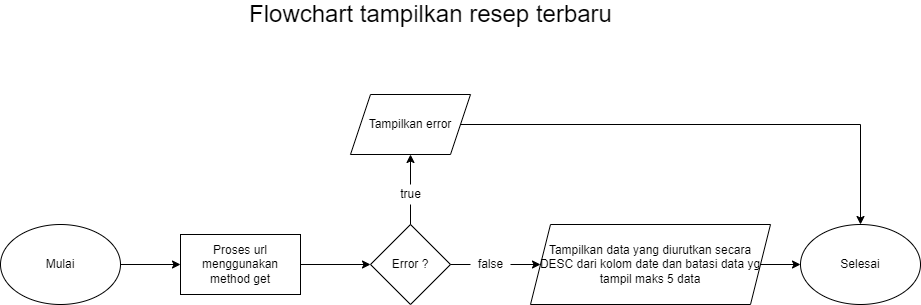 Flowchart tampilkan resep terbaru
Tampilkan error
true
Mulai
Proses url
menggunakan
method get
Error ?
false
Tampilkan data yang diurutkan secara
DESC dari kolom date dan batasi data yg
tampil maks 5 data
Selesai